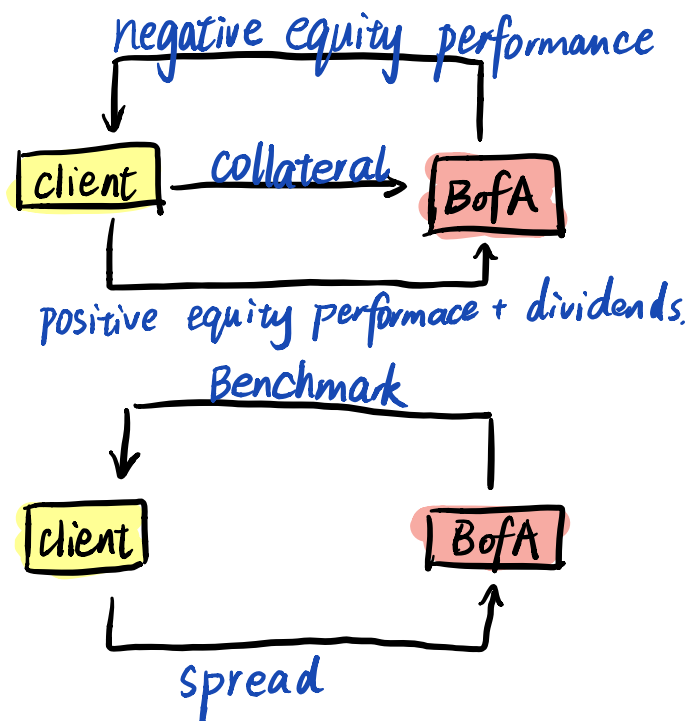 negative equity performance
client
collateral
BofA
positive equity performace + dividends.
Benchmark
client
BofA
spread